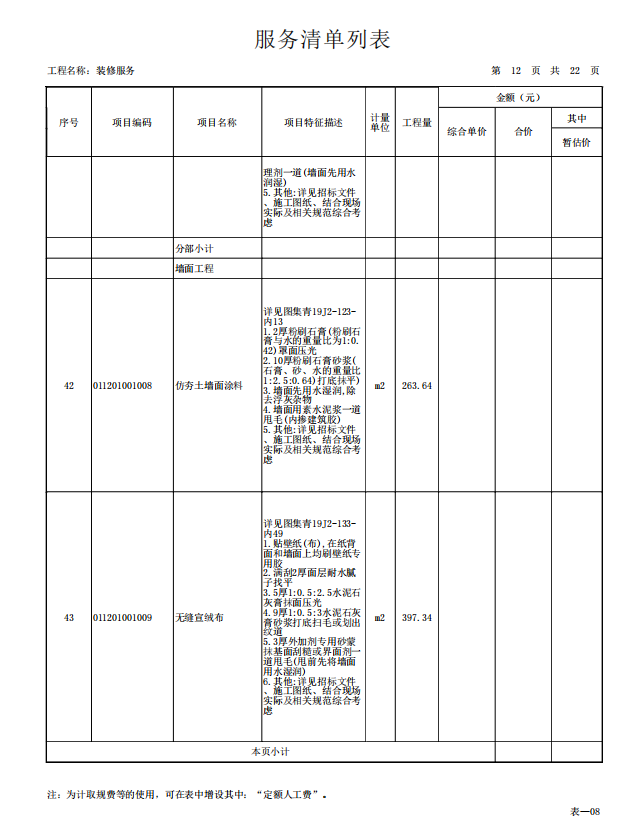 服务清单列表
工程名称：装修服务
第 12 页 共 22 页
序号
项目编码
项目名称
项目特征描述
计量
单位
工程量
金额（元）
综合单价
合价
其中
暂估价
理剂一道(墙面先用水
润湿)
5.其他:详见招标文件
、施工图纸、结合现场
实际及相关规范综合考
虑
分部小计
墙面工程
42
011201001008
仿夯土墙面涂料
详见图集青19J2-123-
内13
1.2厚粉刷石膏(粉刷石
膏与水的重量比为1:0.
42)罩面压光
2.10厚粉刷石膏砂浆(
石膏、砂、水的重量比
1:2.5:0.64)打底抹平)
3.墙面先用水湿润,除
去浮灰杂物
4.墙面用素水泥浆一道
甩毛(内掺建筑胶)
5.其他:详见招标文件
、施工图纸、结合现场
实际及相关规范综合考
虑
m2
263.64
43
011201001009
无缝宣绒布
详见图集青19J2-133-
内49
1.贴壁纸(布),在纸背
面和墙面上均刷壁纸专
用胶
2.满刮2厚面层耐水腻
子找平
3.5厚1:0.5:2.5水泥石
灰膏抹面压光
4.9厚1:0.5:3水泥石灰
膏砂浆打底扫毛或划出
纹道
5.3厚外加剂专用砂浆
抹基面刮糙或界面剂一
道甩毛(甩前先将墙面
用水湿润)
6.其他:详见招标文件
、施工图纸、结合现场
实际及相关规范综合考
虑
m2
397.34
本页小计
注：为计取规费等的使用，可在表中增设其中：“定额人工费”。
表—08